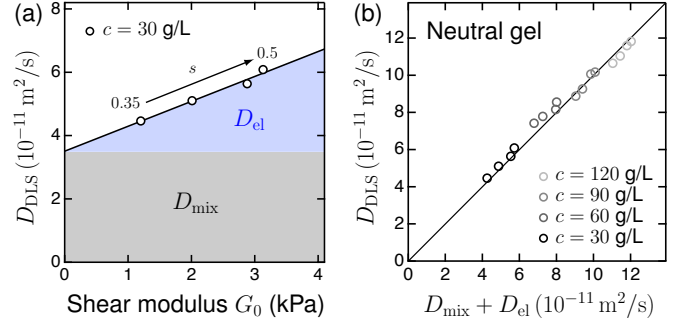 (a)
c = 30 g/L
0.35
s
0.5
D_el
D_mix
D_DLS (10^−11 m^2/s)
8
6
4
2
0
0 1 2 3 4
Shear modulus G_0 (kPa)
(b)
Neutral gel
c = 120 g/L
c = 90 g/L
c = 60 g/L
c = 30 g/L
D_DLS (10^−11 m^2/s)
12
10
8
6
4
2
0
0 2 4 6 8 10 12
D_mix + D_el (10^−11 m^2/s)